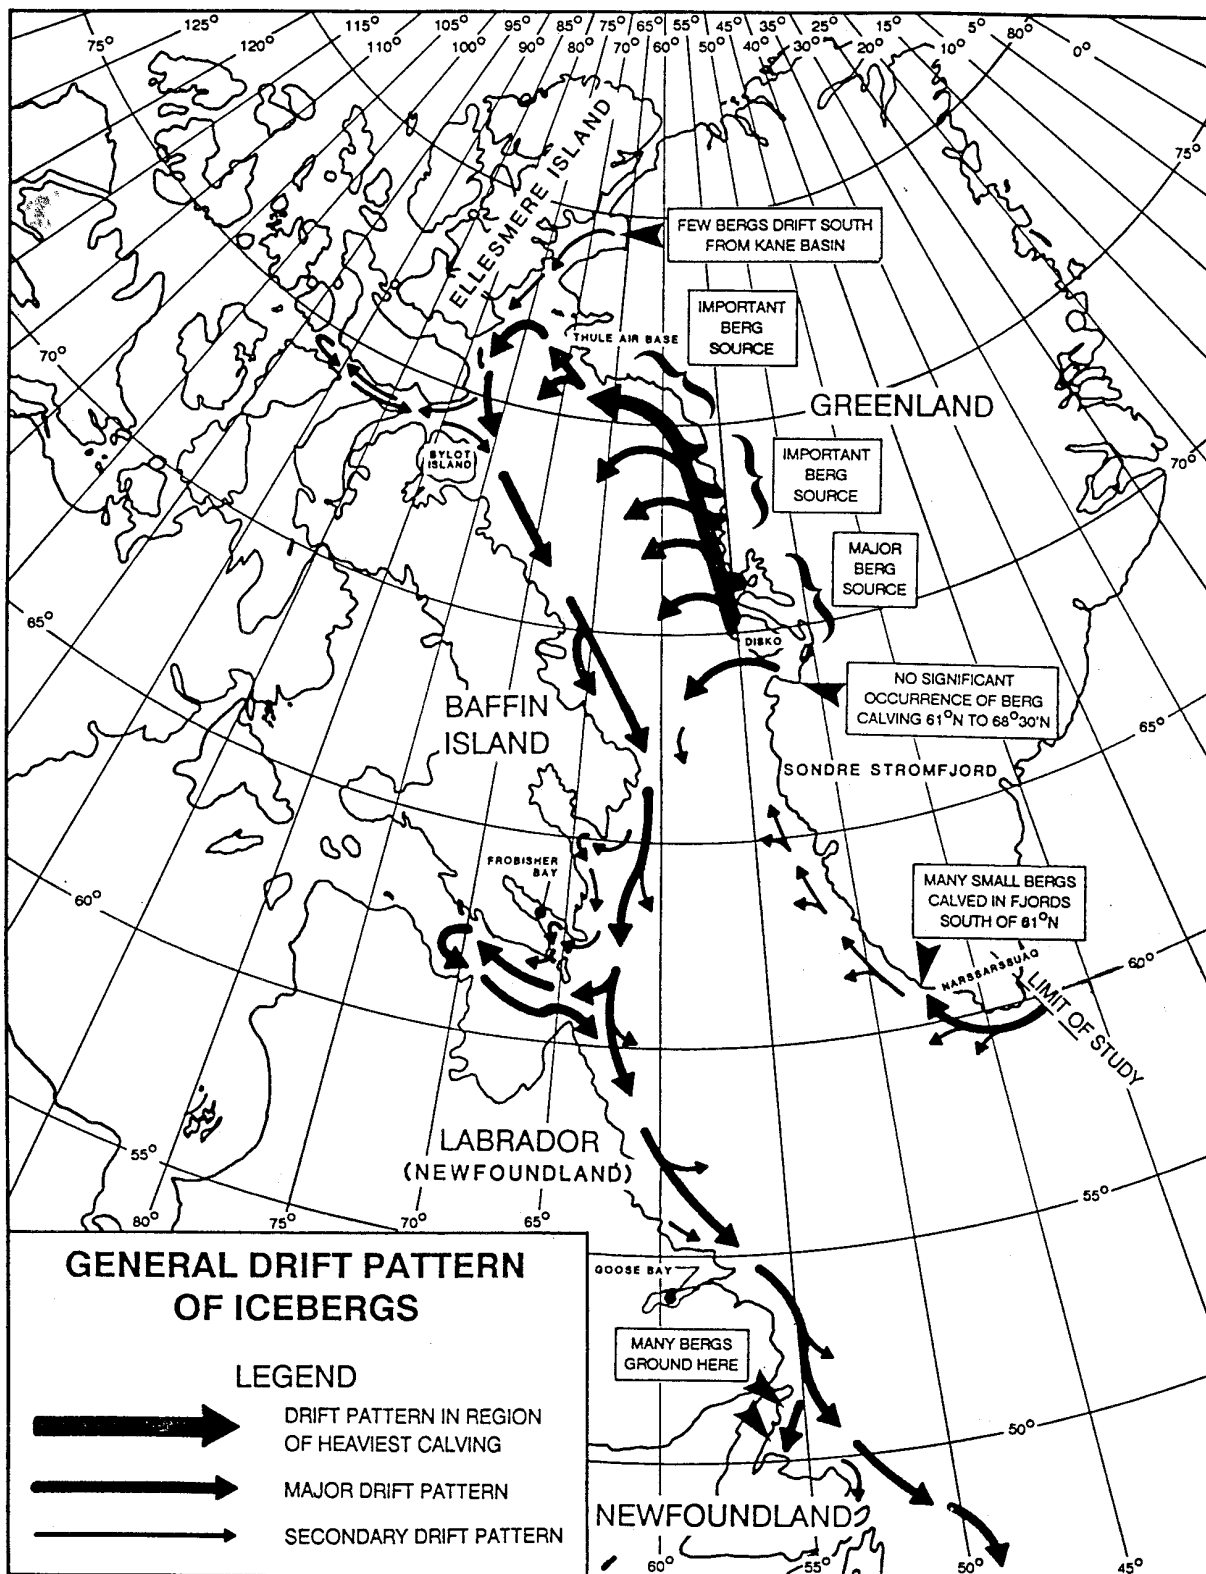 125°
120°
115°
110°
105°
100°
95°
90°
85°
80°
75°
70°
65°
60°
55°
50°
45°
40°
35°
30°
25°
20°
15°
10°
5°
0°
75°
80°
75°
ELLESMERE ISLAND
FEW BERGS DRIFT SOUTH
FROM KANE BASIN
IMPORTANT
BERG
SOURCE
THULE AIR BASE
70°
GREENLAND
BYLOT
ISLAND
IMPORTANT
BERG
SOURCE
70°
MAJOR
BERG
SOURCE
65°
DISKO
NO SIGNIFICANT
OCCURRENCE OF BERG
CALVING 61°N TO 68°30'N
BAFFIN
ISLAND
65°
SONDRE STROMFJORD
FROBISHER
BAY
60°
MANY SMALL BERGS
CALVED IN FJORDS
SOUTH OF 61°N
NARSSARSSUAQ
60°
LIMIT OF STUDY
LABRADOR
(NEWFOUNDLAND)
55°
55°
80°
75°
70°
65°
GOOSE BAY
MANY BERGS
GROUND HERE
50°
NEWFOUNDLAND
60°
55°
50°
45°
GENERAL DRIFT PATTERN
OF ICEBERGS
LEGEND
DRIFT PATTERN IN REGION
OF HEAVIEST CALVING
MAJOR DRIFT PATTERN
SECONDARY DRIFT PATTERN